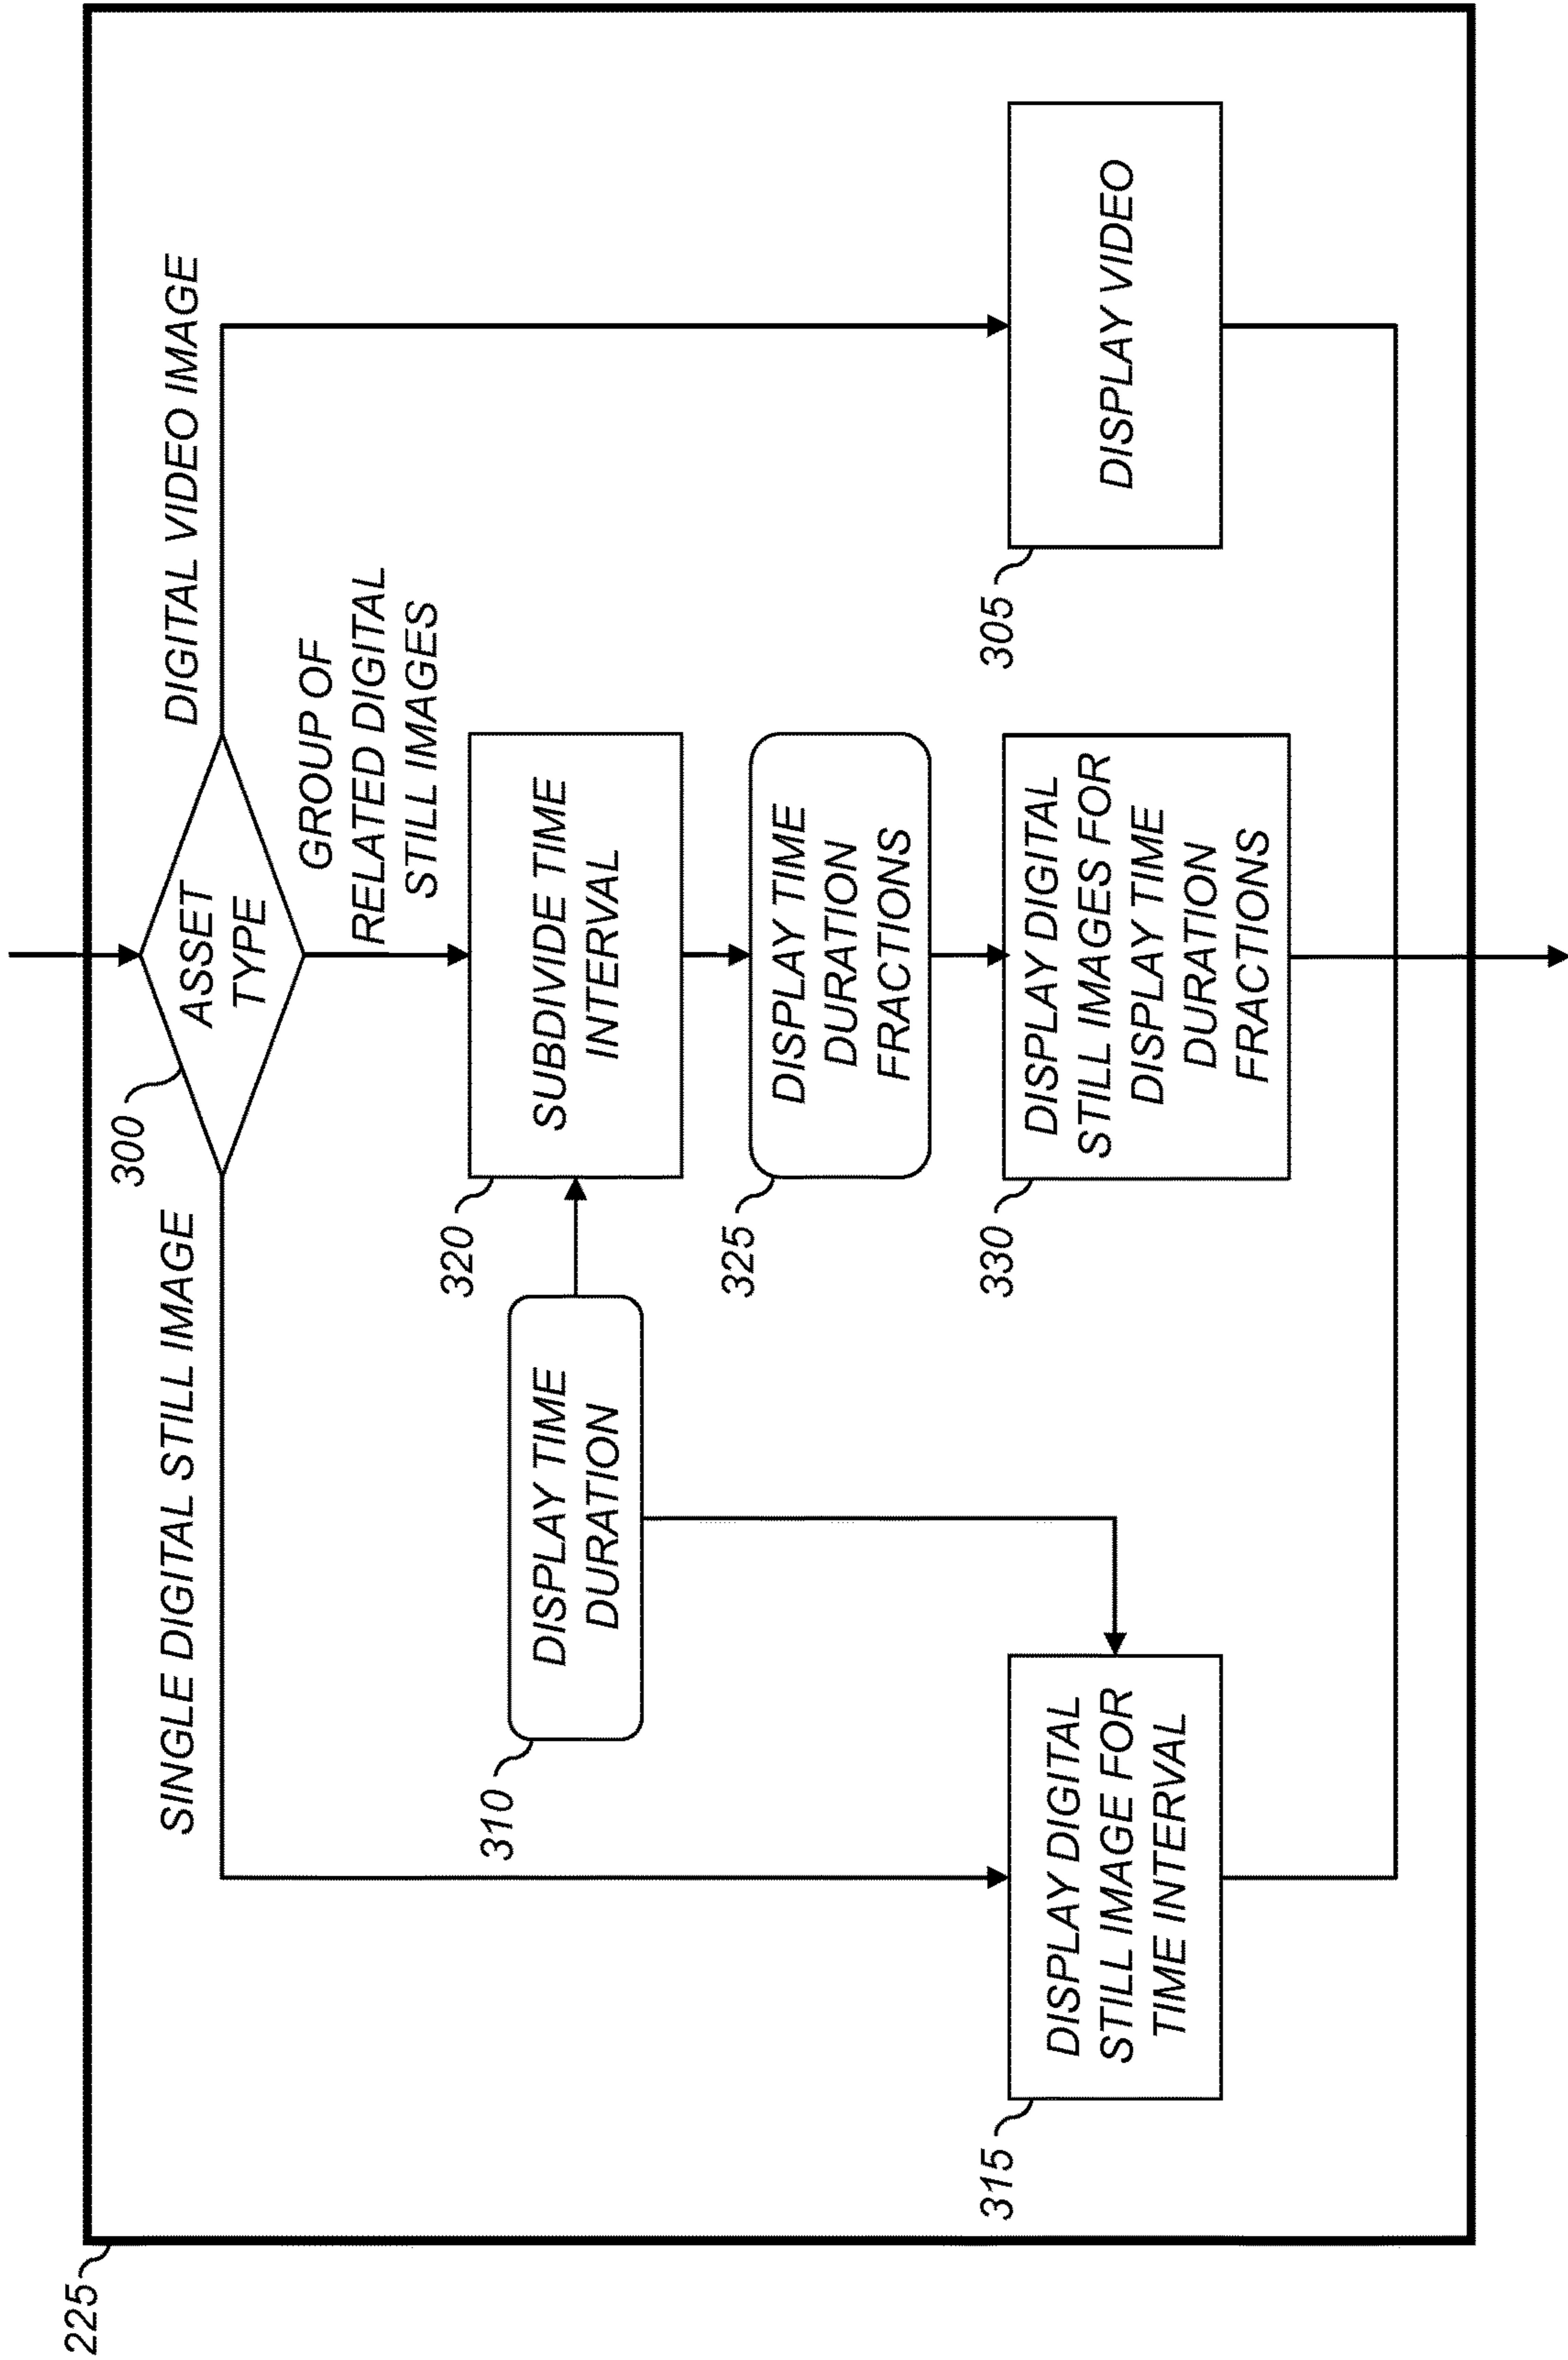 225
300
ASSET
TYPE
SINGLE DIGITAL STILL IMAGE
DIGITAL VIDEO IMAGE
GROUP OF
RELATED DIGITAL
STILL IMAGES
310
DISPLAY TIME
DURATION
320
SUBDIVIDE TIME
INTERVAL
325
DISPLAY TIME
DURATION
FRACTIONS
315
DISPLAY DIGITAL
STILL IMAGE FOR
TIME INTERVAL
330
DISPLAY DIGITAL
STILL IMAGES FOR
DISPLAY TIME
DURATION
FRACTIONS
305
DISPLAY VIDEO